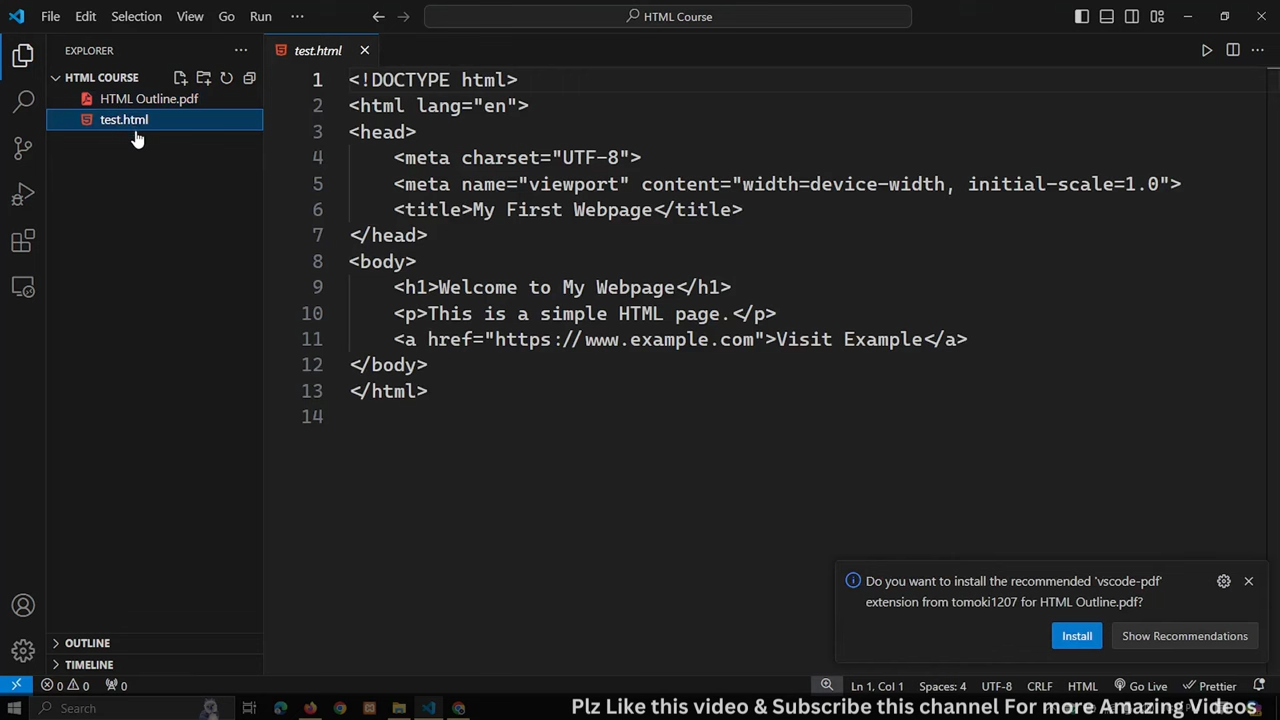 File Edit Selection View Go Run ··· HTML Course
EXPLORER ···
HTML COURSE
HTML Outline.pdf
test.html
test.html
1 <!DOCTYPE html>
2 <html lang="en">
3 <head>
4 <meta charset="UTF-8">
5 <meta name="viewport" content="width=device-width, initial-scale=1.0">
6 <title>My First Webpage</title>
7 </head>
8 <body>
9 <h1>Welcome to My Webpage</h1>
10 <p>This is a simple HTML page.</p>
11 <a href="https://www.example.com">Visit Example</a>
12 </body>
13 </html>
14
Do you want to install the recommended 'vscode-pdf'
extension from tomoki1207 for HTML Outline.pdf?
Install Show Recommendations
OUTLINE
TIMELINE
0 0 0 Ln 1, Col 1 Spaces: 4 UTF-8 CRLF HTML Go Live Prettier
Search
Plz Like this video & Subscribe this channel For more Amazing Videos